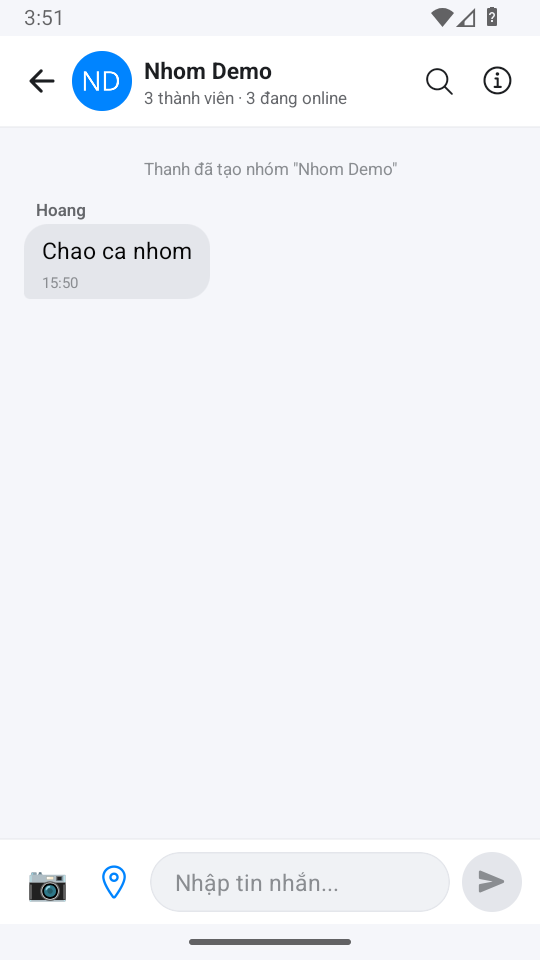 3:51
ND
Nhom Demo
3 thành viên · 3 đang online
Thanh đã tạo nhóm "Nhom Demo"
Hoang
Chao ca nhom
15:50
Nhập tin nhắn...